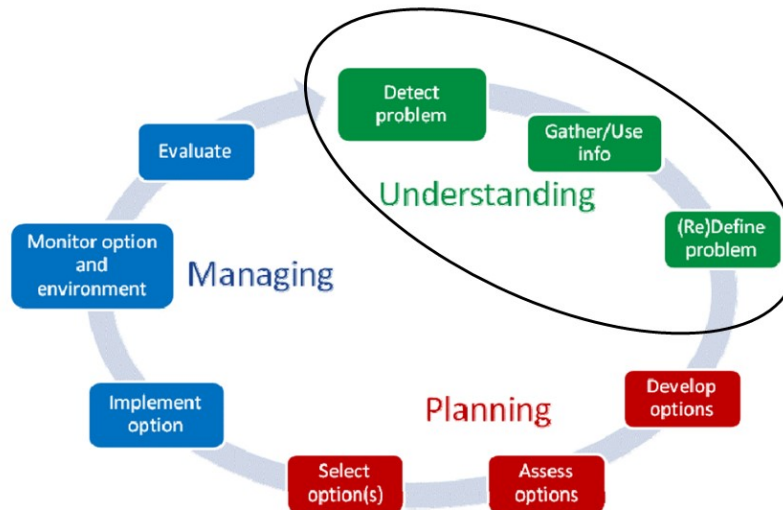 Detect
problem
Gather/Use
info
Understanding
(Re)Define
problem
Develop
options
Planning
Assess
options
Select
option(s)
Implement
option
Monitor option
and
environment
Managing
Evaluate